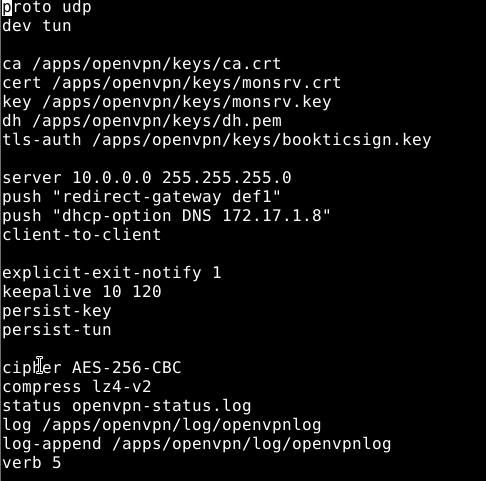 proto udp
dev tun
ca /apps/openvpn/keys/ca.crt
cert /apps/openvpn/keys/monsrv.crt
key /apps/openvpn/keys/monsrv.key
dh /apps/openvpn/keys/dh.pem
tls-auth /apps/openvpn/keys/bookticsign.key
server 10.0.0.0 255.255.255.0
push "redirect-gateway def1"
push "dhcp-option DNS 172.17.1.8"
client-to-client
explicit-exit-notify 1
keepalive 10 120
persist-key
persist-tun
cipher AES-256-CBC
compress lz4-v2
status openvpn-status.log
log /apps/openvpn/log/openvpnlog
log-append /apps/openvpn/log/openvpnlog
verb 5